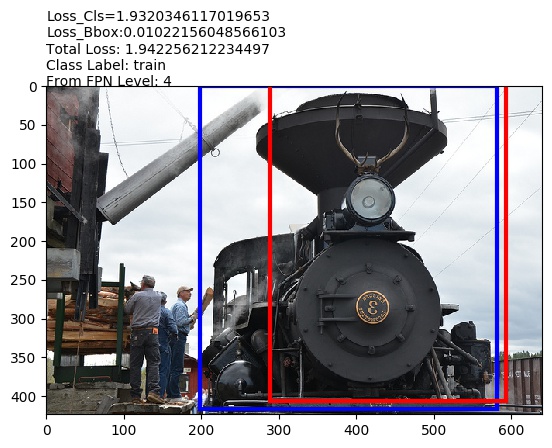 Loss_Cls=1.9320346117019653
Loss_Bbox:0.01022156048566103
Total Loss: 1.942256212234497
Class Label: train
From FPN Level: 4
0
50
100
150
200
250
300
350
400
0 100 200 300 400 500 600